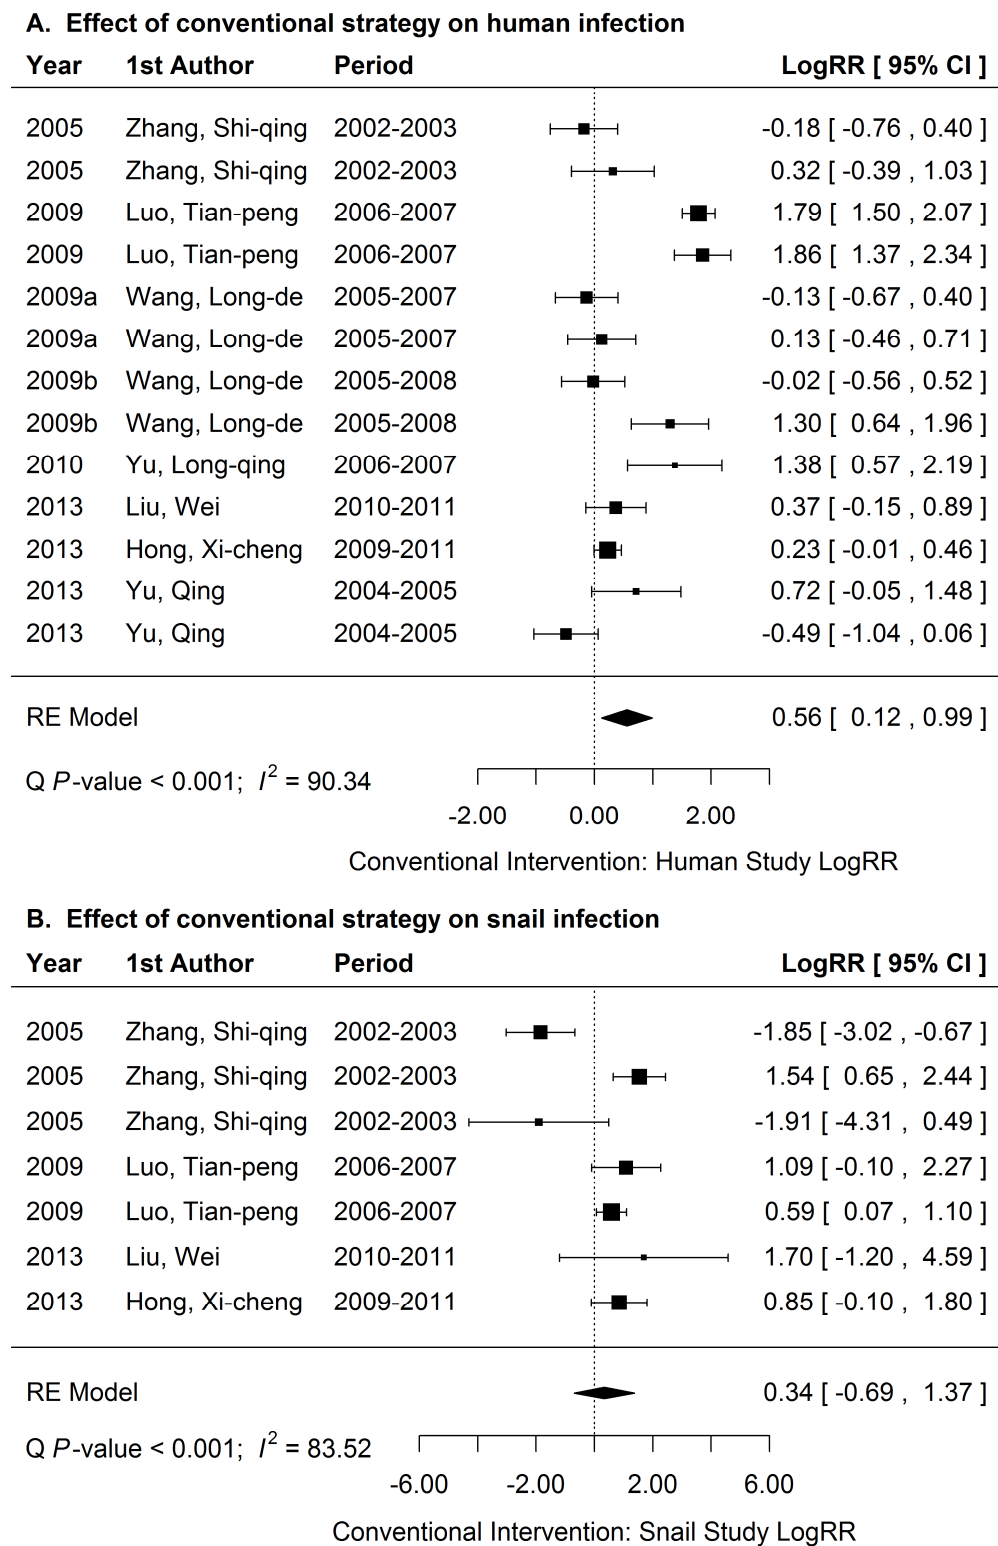 A. Effect of conventional strategy on human infection
Year 1st Author Period LogRR [ 95% CI ]
2005 Zhang, Shi-qing 2002-2003 -0.18 [ -0.76 , 0.40 ]
2005 Zhang, Shi-qing 2002-2003 0.32 [ -0.39 , 1.03 ]
2009 Luo, Tian-peng 2006-2007 1.79 [ 1.50 , 2.07 ]
2009 Luo, Tian-peng 2006-2007 1.86 [ 1.37 , 2.34 ]
2009a Wang, Long-de 2005-2007 -0.13 [ -0.67 , 0.40 ]
2009a Wang, Long-de 2005-2007 0.13 [ -0.46 , 0.71 ]
2009b Wang, Long-de 2005-2008 -0.02 [ -0.56 , 0.52 ]
2009b Wang, Long-de 2005-2008 1.30 [ 0.64 , 1.96 ]
2010 Yu, Long-qing 2006-2007 1.38 [ 0.57 , 2.19 ]
2013 Liu, Wei 2010-2011 0.37 [ -0.15 , 0.89 ]
2013 Hong, Xi-cheng 2009-2011 0.23 [ -0.01 , 0.46 ]
2013 Yu, Qing 2004-2005 0.72 [ -0.05 , 1.48 ]
2013 Yu, Qing 2004-2005 -0.49 [ -1.04 , 0.06 ]
RE Model 0.56 [ 0.12 , 0.99 ]
Q P-value < 0.001; I² = 90.34
-2.00 0.00 2.00
Conventional Intervention: Human Study LogRR
B. Effect of conventional strategy on snail infection
Year 1st Author Period LogRR [ 95% CI ]
2005 Zhang, Shi-qing 2002-2003 -1.85 [ -3.02 , -0.67 ]
2005 Zhang, Shi-qing 2002-2003 1.54 [ 0.65 , 2.44 ]
2005 Zhang, Shi-qing 2002-2003 -1.91 [ -4.31 , 0.49 ]
2009 Luo, Tian-peng 2006-2007 1.09 [ -0.10 , 2.27 ]
2009 Luo, Tian-peng 2006-2007 0.59 [ 0.07 , 1.10 ]
2013 Liu, Wei 2010-2011 1.70 [ -1.20 , 4.59 ]
2013 Hong, Xi-cheng 2009-2011 0.85 [ -0.10 , 1.80 ]
RE Model 0.34 [ -0.69 , 1.37 ]
Q P-value < 0.001; I² = 83.52
-6.00 -2.00 2.00 6.00
Conventional Intervention: Snail Study LogRR